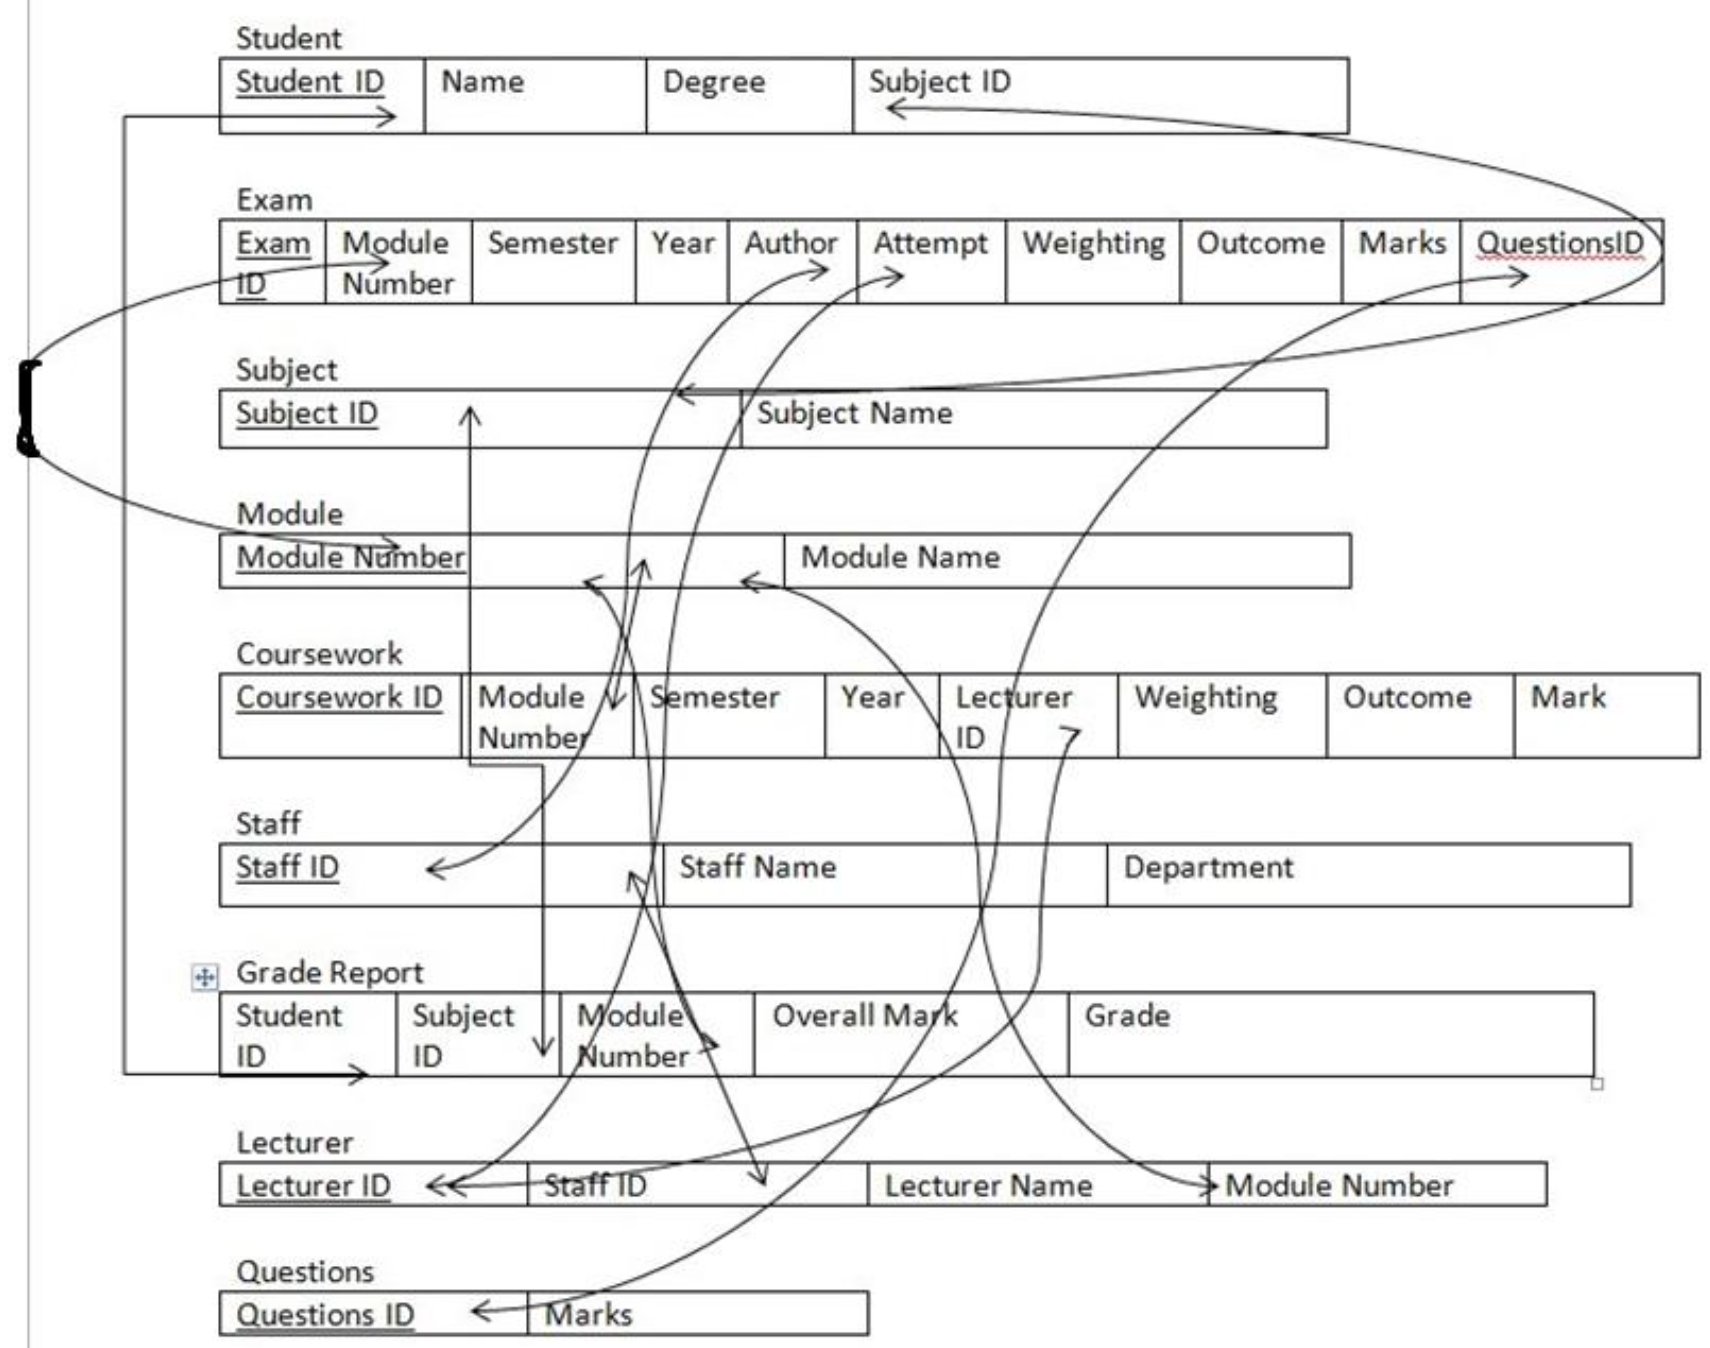 Student
Student ID Name Degree Subject ID
Exam
Exam Module Semester Year Author Attempt Weighting Outcome Marks QuestionsID
ID Number
Subject
Subject ID Subject Name
Module
Module Number Module Name
Coursework
Coursework ID Module Semester Year Lecturer Weighting Outcome Mark
Number ID
Staff
Staff ID Staff Name Department
Grade Report
Student Subject Module Overall Mark Grade
ID ID Number
Lecturer
Lecturer ID Staff ID Lecturer Name Module Number
Questions
Questions ID Marks